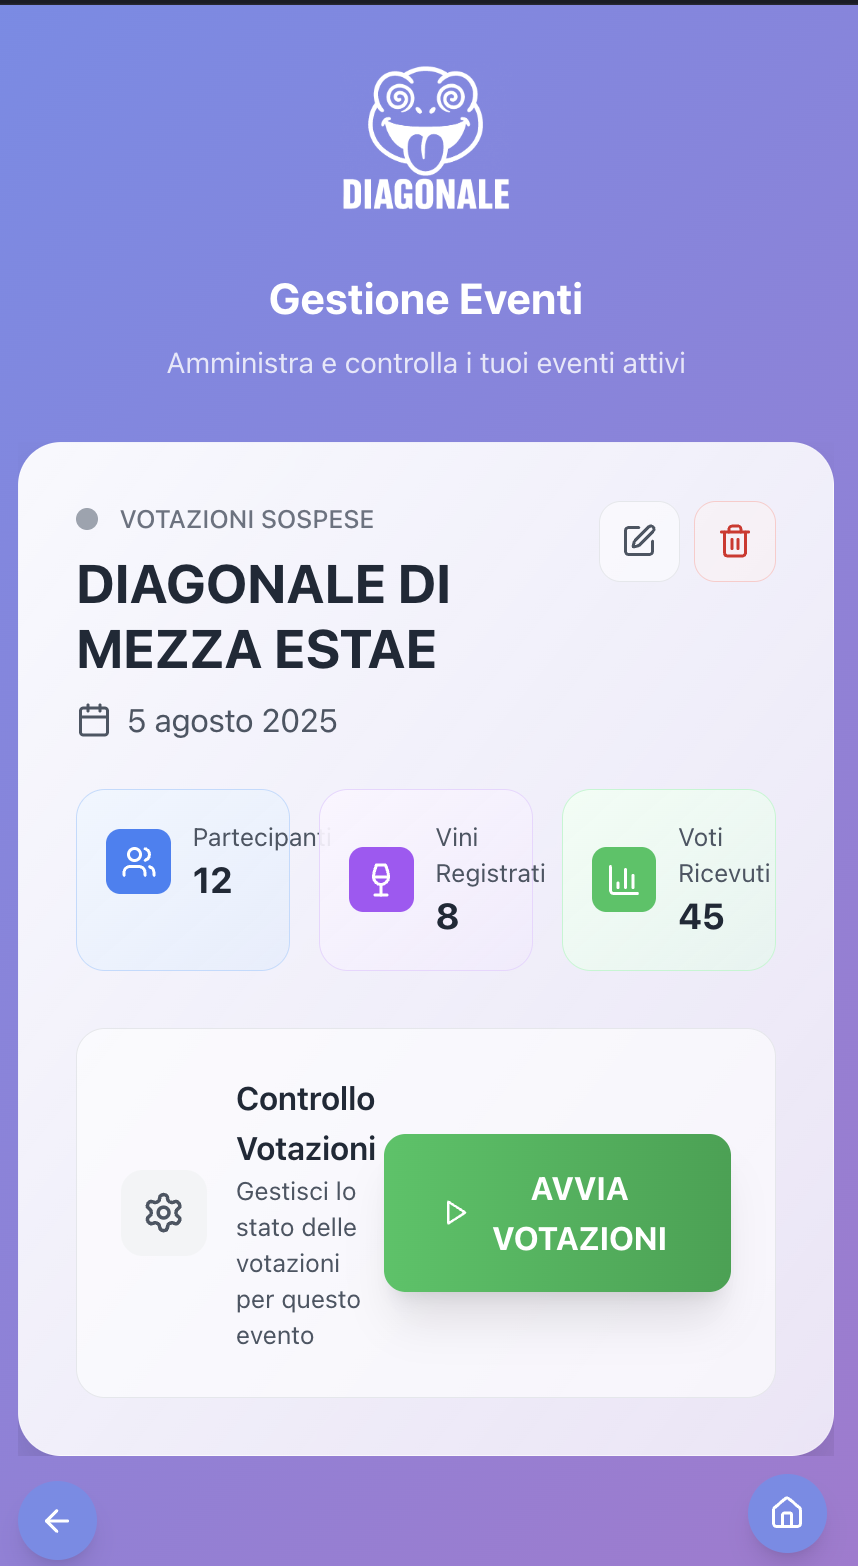 DIAGONALE
Gestione Eventi
Amministra e controlla i tuoi eventi attivi
VOTAZIONI SOSPESE
DIAGONALE DI
MEZZA ESTAE
5 agosto 2025
Partecipanti
12
Vini
Registrati
8
Voti
Ricevuti
45
Controllo
Votazioni
Gestisci lo
stato delle
votazioni
per questo
evento
AVVIA
VOTAZIONI